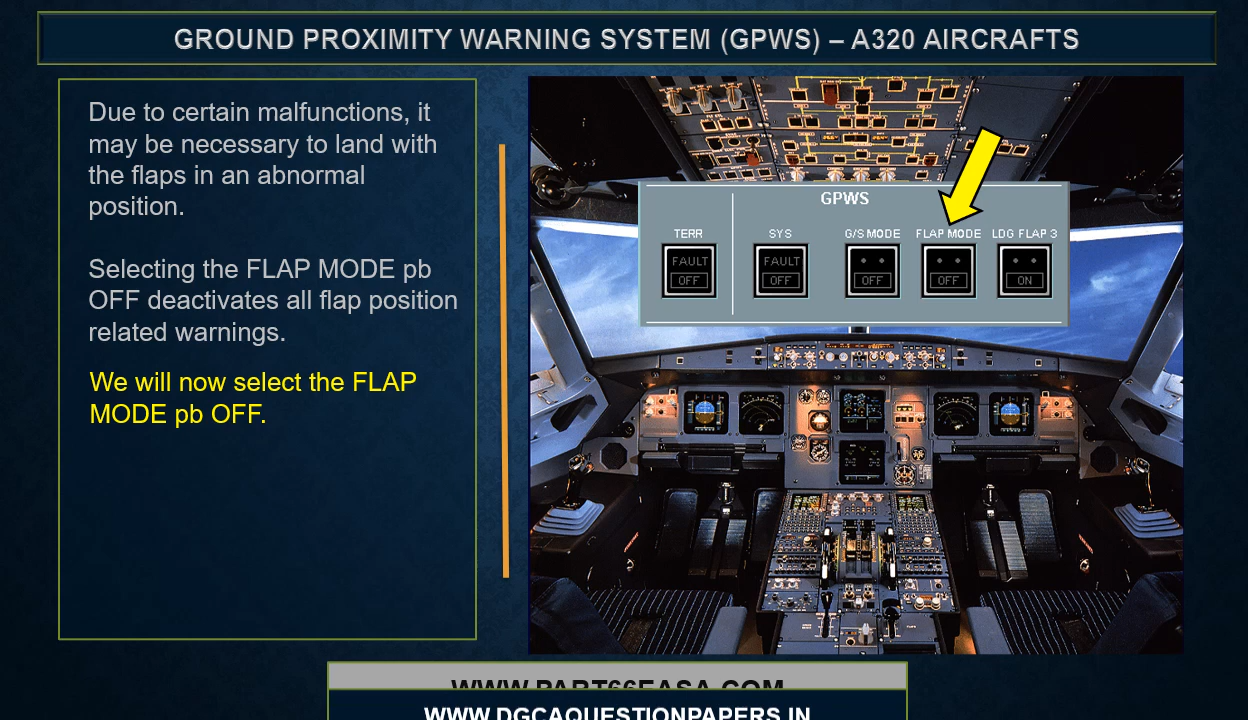 GROUND PROXIMITY WARNING SYSTEM (GPWS) – A320 AIRCRAFTS
Due to certain malfunctions, it
may be necessary to land with
the flaps in an abnormal
position.
Selecting the FLAP MODE pb
OFF deactivates all flap position
related warnings.
We will now select the FLAP
MODE pb OFF.
GPWS
TERR SYS G/S MODE FLAP MODE LDG FLAP 3
FAULT FAULT
OFF OFF OFF OFF ON
WWW.PART66EASA.COM
WWW.DGCAQUESTIONPAPERS.IN